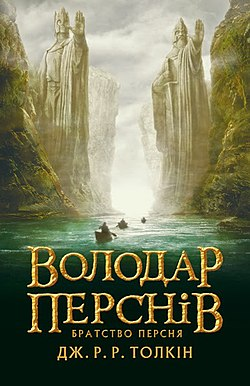 ВОЛОДАР
ПЕРСНІВ
БРАТСТВО ПЕРСНЯ
ДЖ. Р. Р. ТОЛКІН